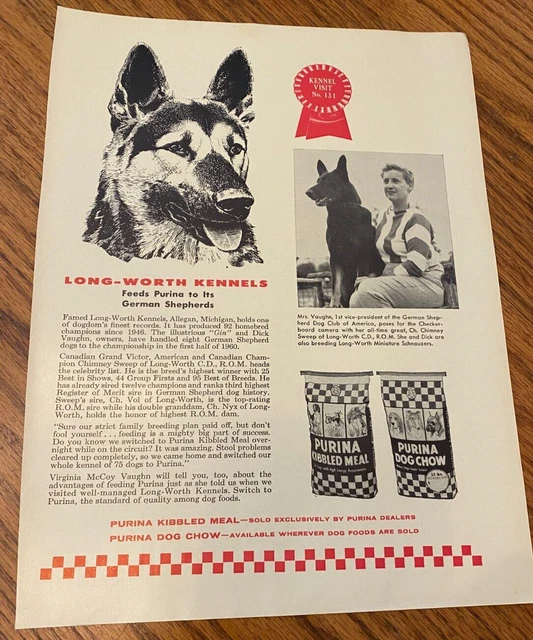 KENNEL
VISIT
No. 131
LONG-WORTH KENNELS
Feeds Purina to Its
German Shepherds
Famed Long-Worth Kennels, Allegan, Michigan, holds one
of dogdom's finest records. It has produced 92 homebred
champions since 1946. The illustrious "Gin" and Dick
Vaughn, owners, have handled eight German Shepherd
dogs to the championship in the first half of 1960.
Canadian Grand Victor, American and Canadian Cham-
pion Chimney Sweep of Long-Worth C.D., R.O.M. heads
the celebrity list. He is the breed's highest winner with 25
Best in Shows, 44 Group Firsts and 95 Best of Breeds. He
has already sired twelve champions and ranks third highest
Register of Merit sire in German Shepherd dog history.
Sweep's sire, Ch. Vol of Long-Worth, is the top-rating
R.O.M. sire while his double granddam, Ch. Nyx of Long-
Worth, holds the honor of highest R.O.M. dam.
"Sure our strict family breeding plan paid off, but don't
fool yourself . . . feeding is a mighty big part of success.
Do you know we switched to Purina Kibbled Meal over-
night while on the circuit? It was amazing. Stool problems
cleared up completely, so we came home and switched our
whole kennel of 75 dogs to Purina."
Virginia McCoy Vaughn will tell you, too, about the
advantages of feeding Purina just as she told us when we
visited well-managed Long-Worth Kennels. Switch to
Purina, the standard of quality among dog foods.
Mrs. Vaughn, 1st vice-president of the German Shep-
herd Dog Club of America, poses for the Checker-
board camera with her all-time great, Ch. Chimney
Sweep of Long-Worth C.D., R.O.M. She and Dick are
also breeding Long-Worth Miniature Schnauzers.
PURINA
KIBBLED MEAL
PURINA
DOG CHOW
PURINA KIBBLED MEAL—SOLD EXCLUSIVELY BY PURINA DEALERS
PURINA DOG CHOW—AVAILABLE WHEREVER DOG FOODS ARE SOLD